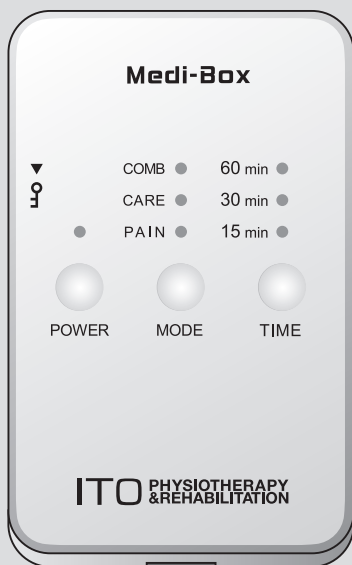 Medi-Box
COMB 60 min
CARE 30 min
PAIN 15 min
POWER MODE TIME
ITO PHYSIOTHERAPY
&REHABILITATION